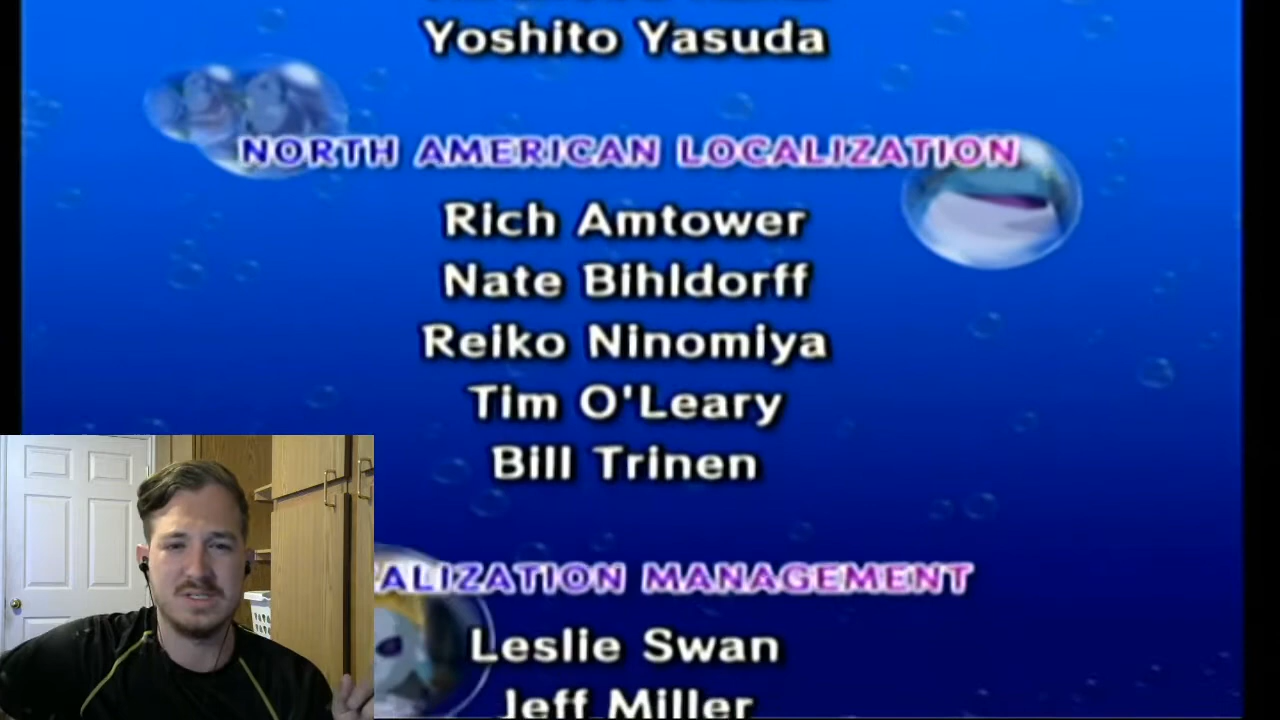 Yoshito Yasuda
NORTH AMERICAN LOCALIZATION
Rich Amtower
Nate Bihldorff
Reiko Ninomiya
Tim O'Leary
Bill Trinen
ALIZATION MANAGEMENT
Leslie Swan
Jeff Miller